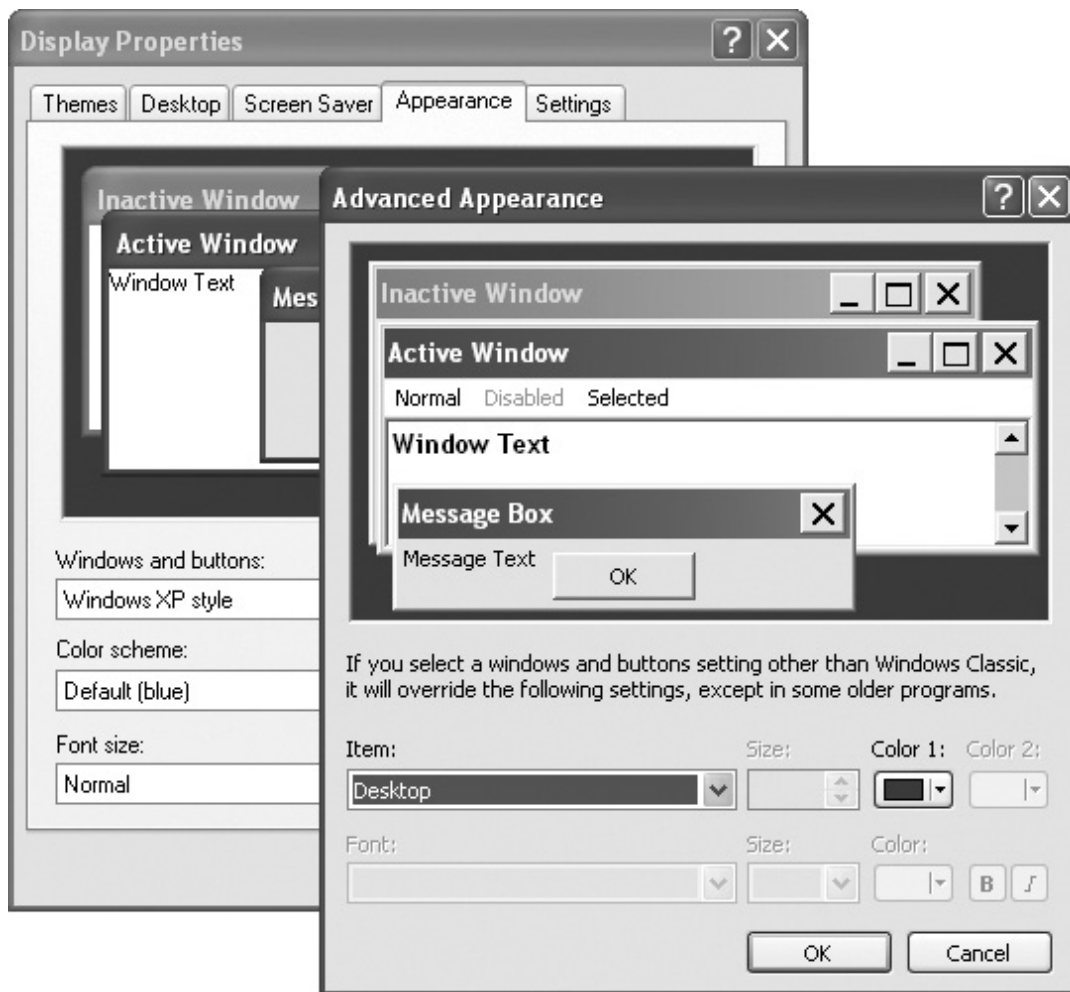 Display Properties
Themes Desktop Screen Saver Appearance Settings
Inactive Window
Active Window
Window Text
Mes
Windows and buttons:
Windows XP style
Color scheme:
Default (blue)
Font size:
Normal
Advanced Appearance
Inactive Window
Active Window
Normal Disabled Selected
Window Text
Message Box
Message Text
OK
If you select a windows and buttons setting other than Windows Classic,
it will override the following settings, except in some older programs.
Item: Size: Color 1: Color 2:
Desktop
Font: Size: Color:
B I
OK Cancel